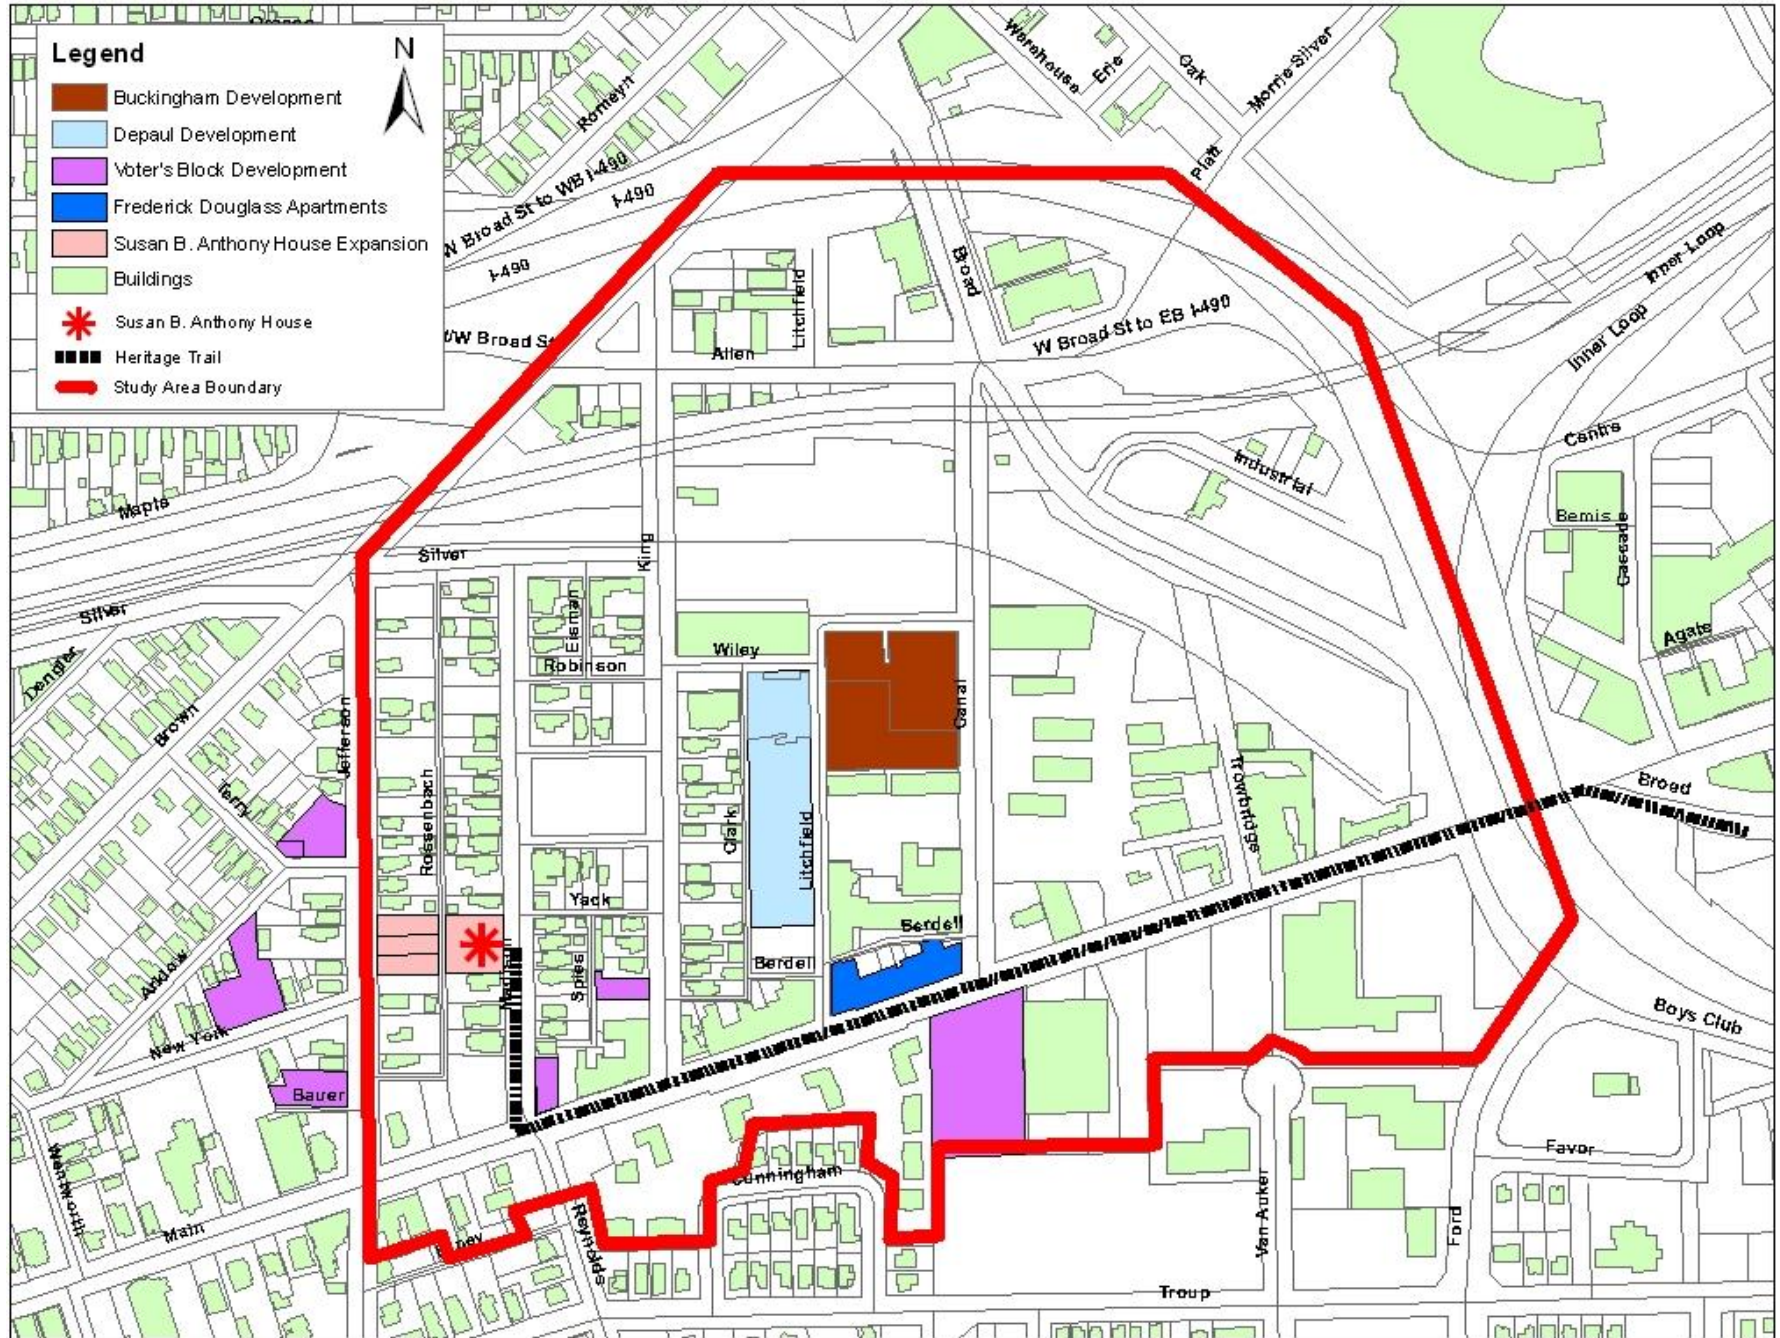 Legend
N
Buckingham Development
Depaul Development
Voter's Block Development
Frederick Douglass Apartments
Susan B. Anthony House Expansion
Buildings
Susan B. Anthony House
Heritage Trail
Study Area Boundary
Romeyn
Warehouse
Erie
Oak
Morrie Silver
Platt
W Broad St to WB I-490
I-490
I-490
Broad
Litchfield
Allen
W Broad St to EB I-490
Inner Loop
Inner Loop
/W Broad St
Centre
Industrial
Maple
Bemis
Cascade
Silver
King
Silver
Eisman
Agate
Dengler
Robinson
Wiley
Brown
Jefferson
Canal
Terry
Rossenbach
Clark
Litchfield
Trowbridge
Broad
Yack
Berdell
Berdell
Arklow
Spies
Boys Club
New York
Bauer
Wentworth
Cunningham
Favor
Main
Reynolds
Van Auker
Ford
Troup